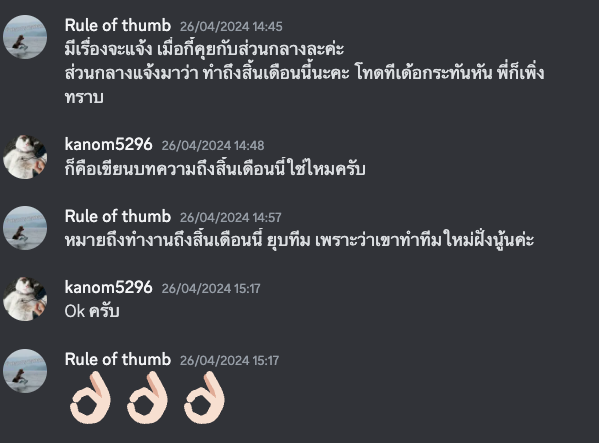 Rule of thumb 26/04/2024 14:45
มีเรื่องจะแจ้ง เมื่อกี้คุยกับส่วนกลางละค่ะ
ส่วนกลางแจ้งมาว่า ทำถึงสิ้นเดือนนี้นะคะ โทดทีเด้อกระทันหัน พี่ก็เพิ่ง
ทราบ
kanom5296 26/04/2024 14:48
ก็คือเขียนบทความถึงสิ้นเดือนนี้ใช่ไหมครับ
Rule of thumb 26/04/2024 14:57
หมายถึงทำงานถึงสิ้นเดือนนี้ ยุบทีม เพราะว่าเขาทำทีมใหม่ฝั่งนู้นค่ะ
kanom5296 26/04/2024 15:17
Ok ครับ
Rule of thumb 26/04/2024 15:17
👌🏻👌🏻👌🏻